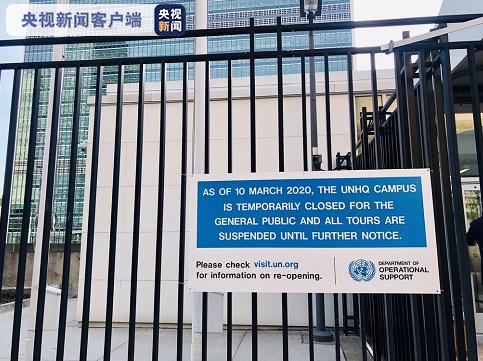 央视新闻客户端
央视
新闻
AS OF 10 MARCH 2020, THE UNHQ CAMPUS
IS TEMPORARILY CLOSED FOR THE
GENERAL PUBLIC AND ALL TOURS ARE
SUSPENDED UNTIL FURTHER NOTICE.
Please check visit.un.org
for information on re-opening.
DEPARTMENT OF
OPERATIONAL
SUPPORT